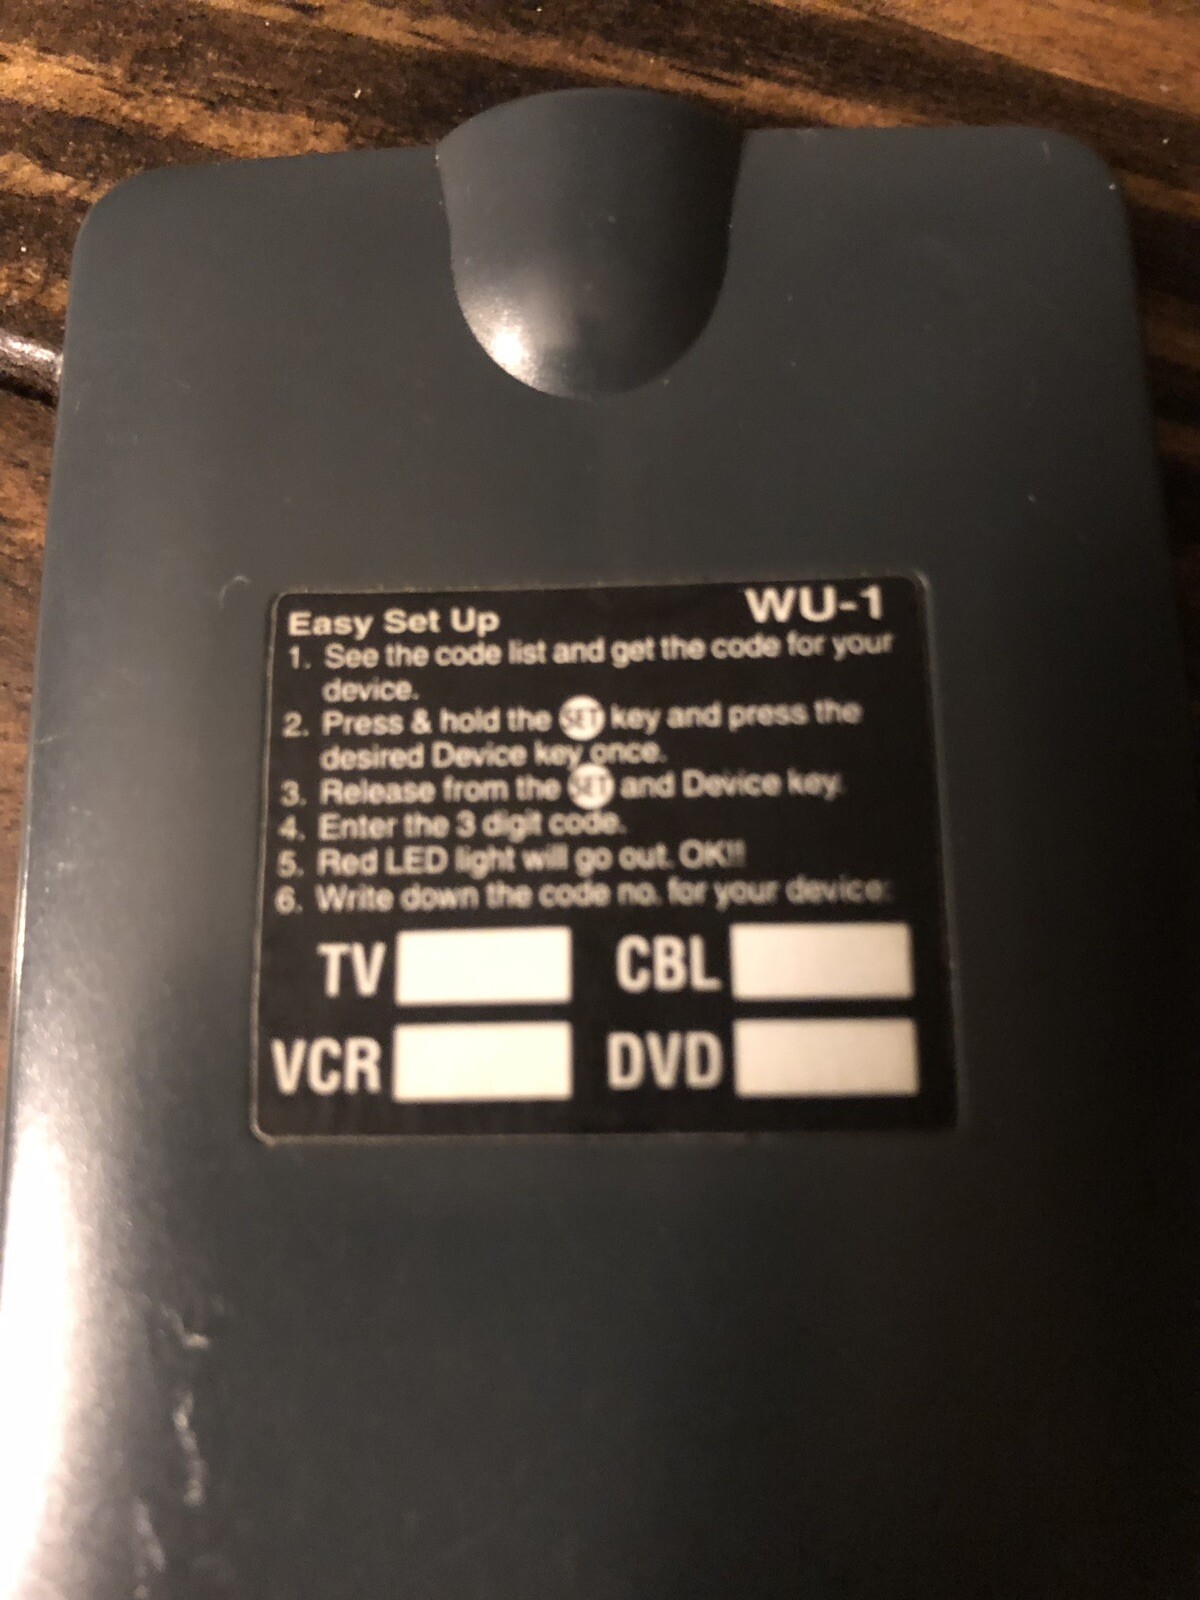 Easy Set Up WU-1
1. See the code list and get the code for your
device.
2. Press & hold the SET key and press the
desired Device key once.
3. Release from the SET and Device key.
4. Enter the 3 digit code.
5. Red LED light will go out. OK!!
6. Write down the code no. for your device:
TV CBL
VCR DVD